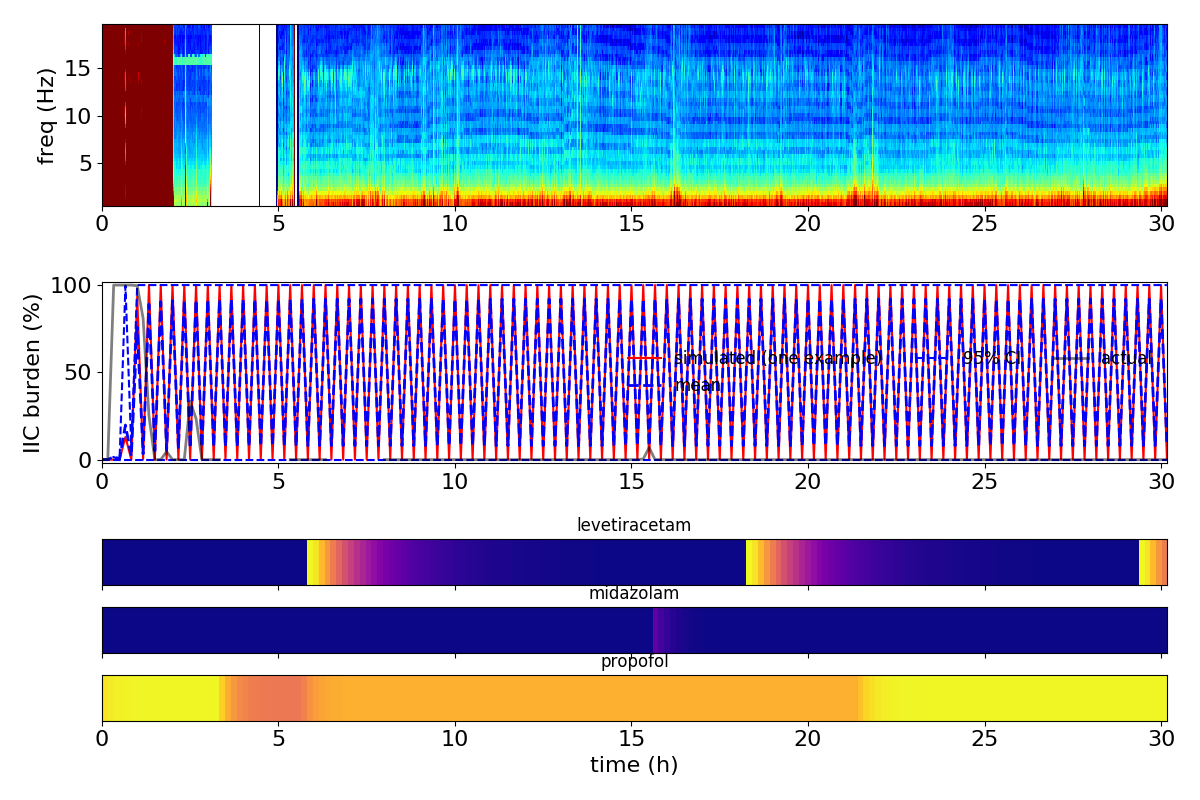 freq (Hz)
15
10
5
0 5 10 15 20 25 30
IIC burden (%)
100
50
0
simulated (one example) 95% CI actual
mean
0 5 10 15 20 25 30
levetiracetam
midazolam
propofol
0 5 10 15 20 25 30
time (h)